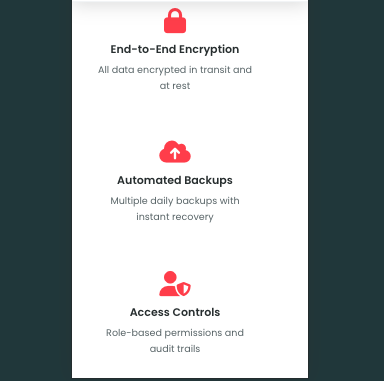 End-to-End Encryption
All data encrypted in transit and
at rest
Automated Backups
Multiple daily backups with
instant recovery
Access Controls
Role-based permissions and
audit trails